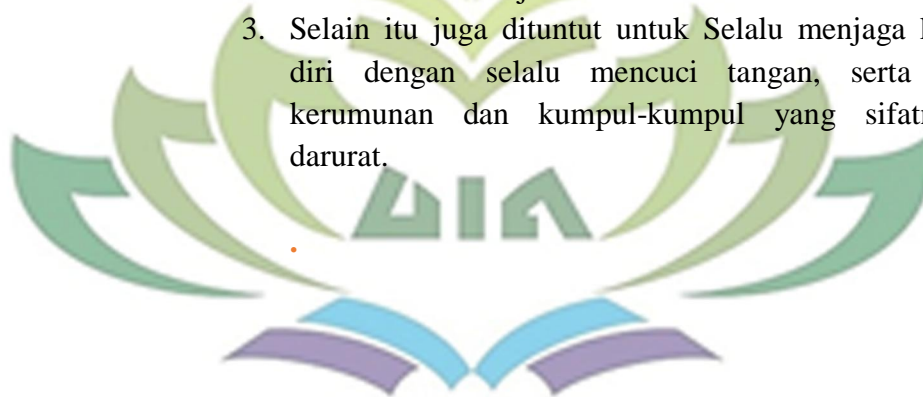 3. Selain itu juga dituntut untuk Selalu menjaga
diri dengan selalu mencuci tangan, serta
kerumunan dan kumpul-kumpul yang
darurat.
UIN